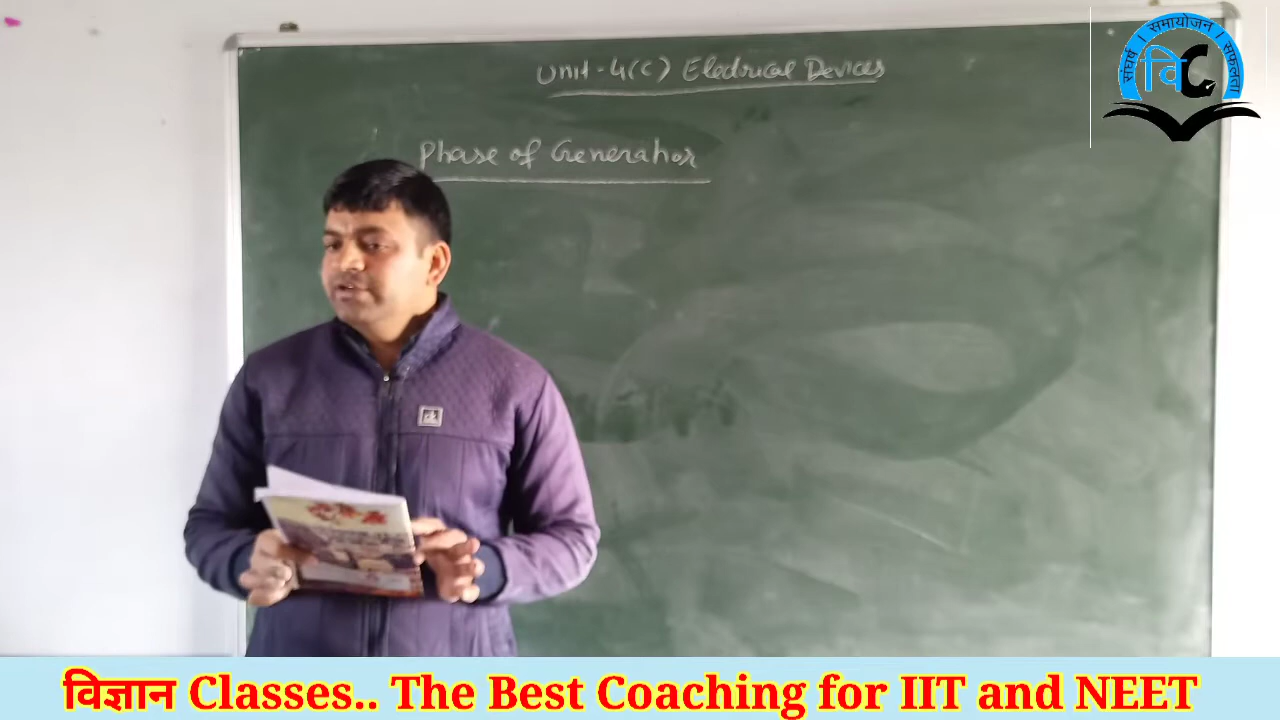 Unit - 4(C) Electrical Devices
संघर्ष । समायोजन । सफलता
वि
Phase of Generator
विज्ञान Classes.. The Best Coaching for IIT and NEET